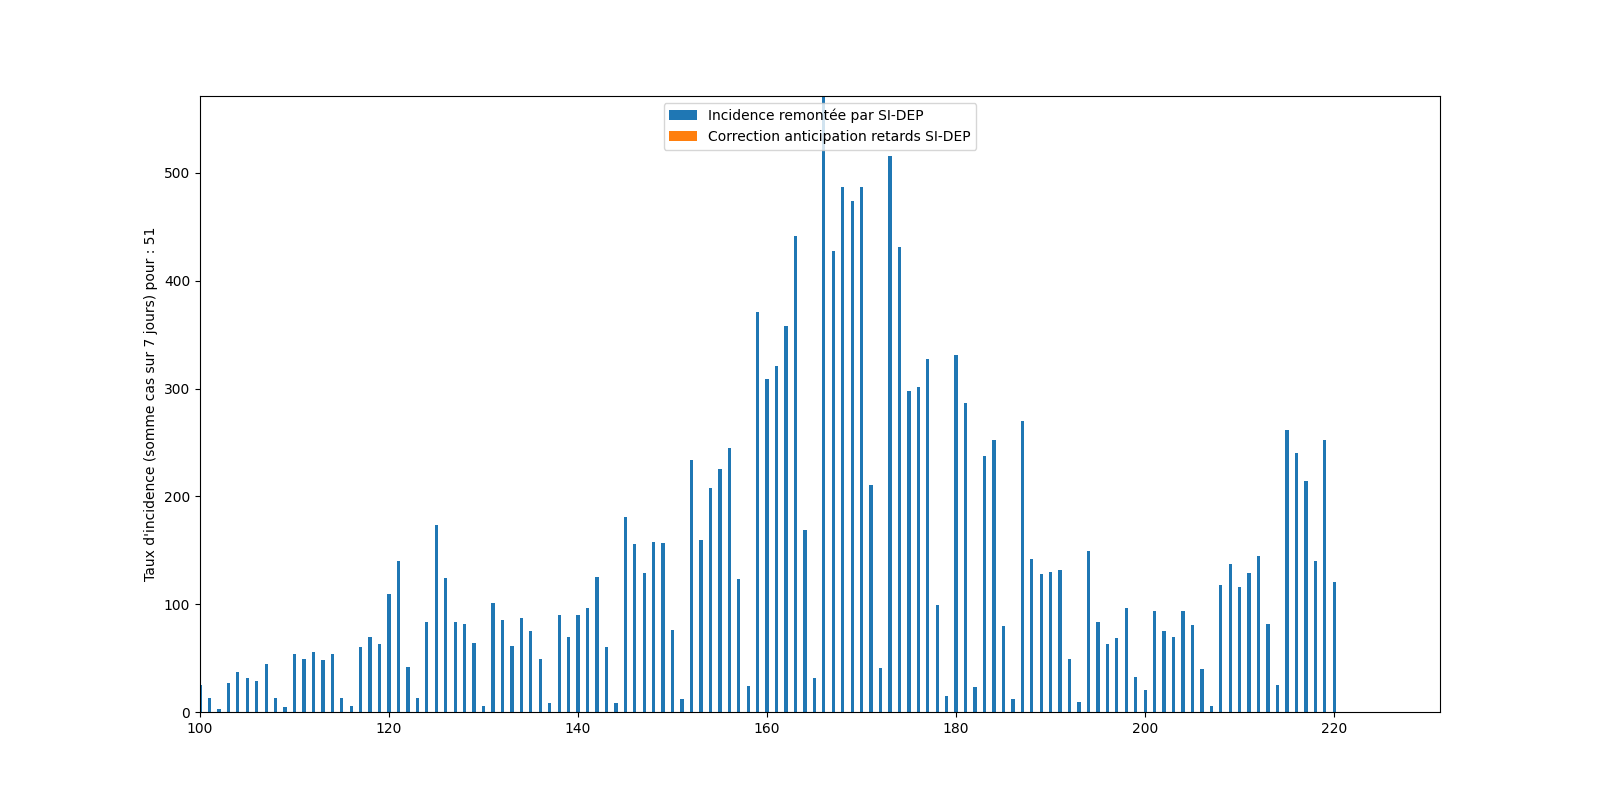 Incidence remontée par SI-DEP
Correction anticipation retards SI-DEP
Taux d'incidence (somme cas sur 7 jours) pour : 51
500
400
300
200
100
0
100 120 140 160 180 200 220